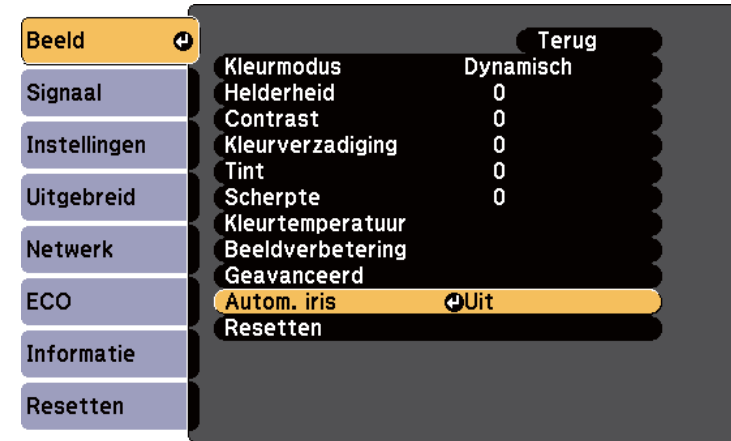 Beeld
Signaal
Instellingen
Uitgebreid
Netwerk
ECO
Informatie
Resetten
Terug
Kleurmodus Dynamisch
Helderheid 0
Contrast 0
Kleurverzadiging 0
Tint 0
Scherpte 0
Kleurtemperatuur
Beeldverbetering
Geavanceerd
Autom. iris Uit
Resetten